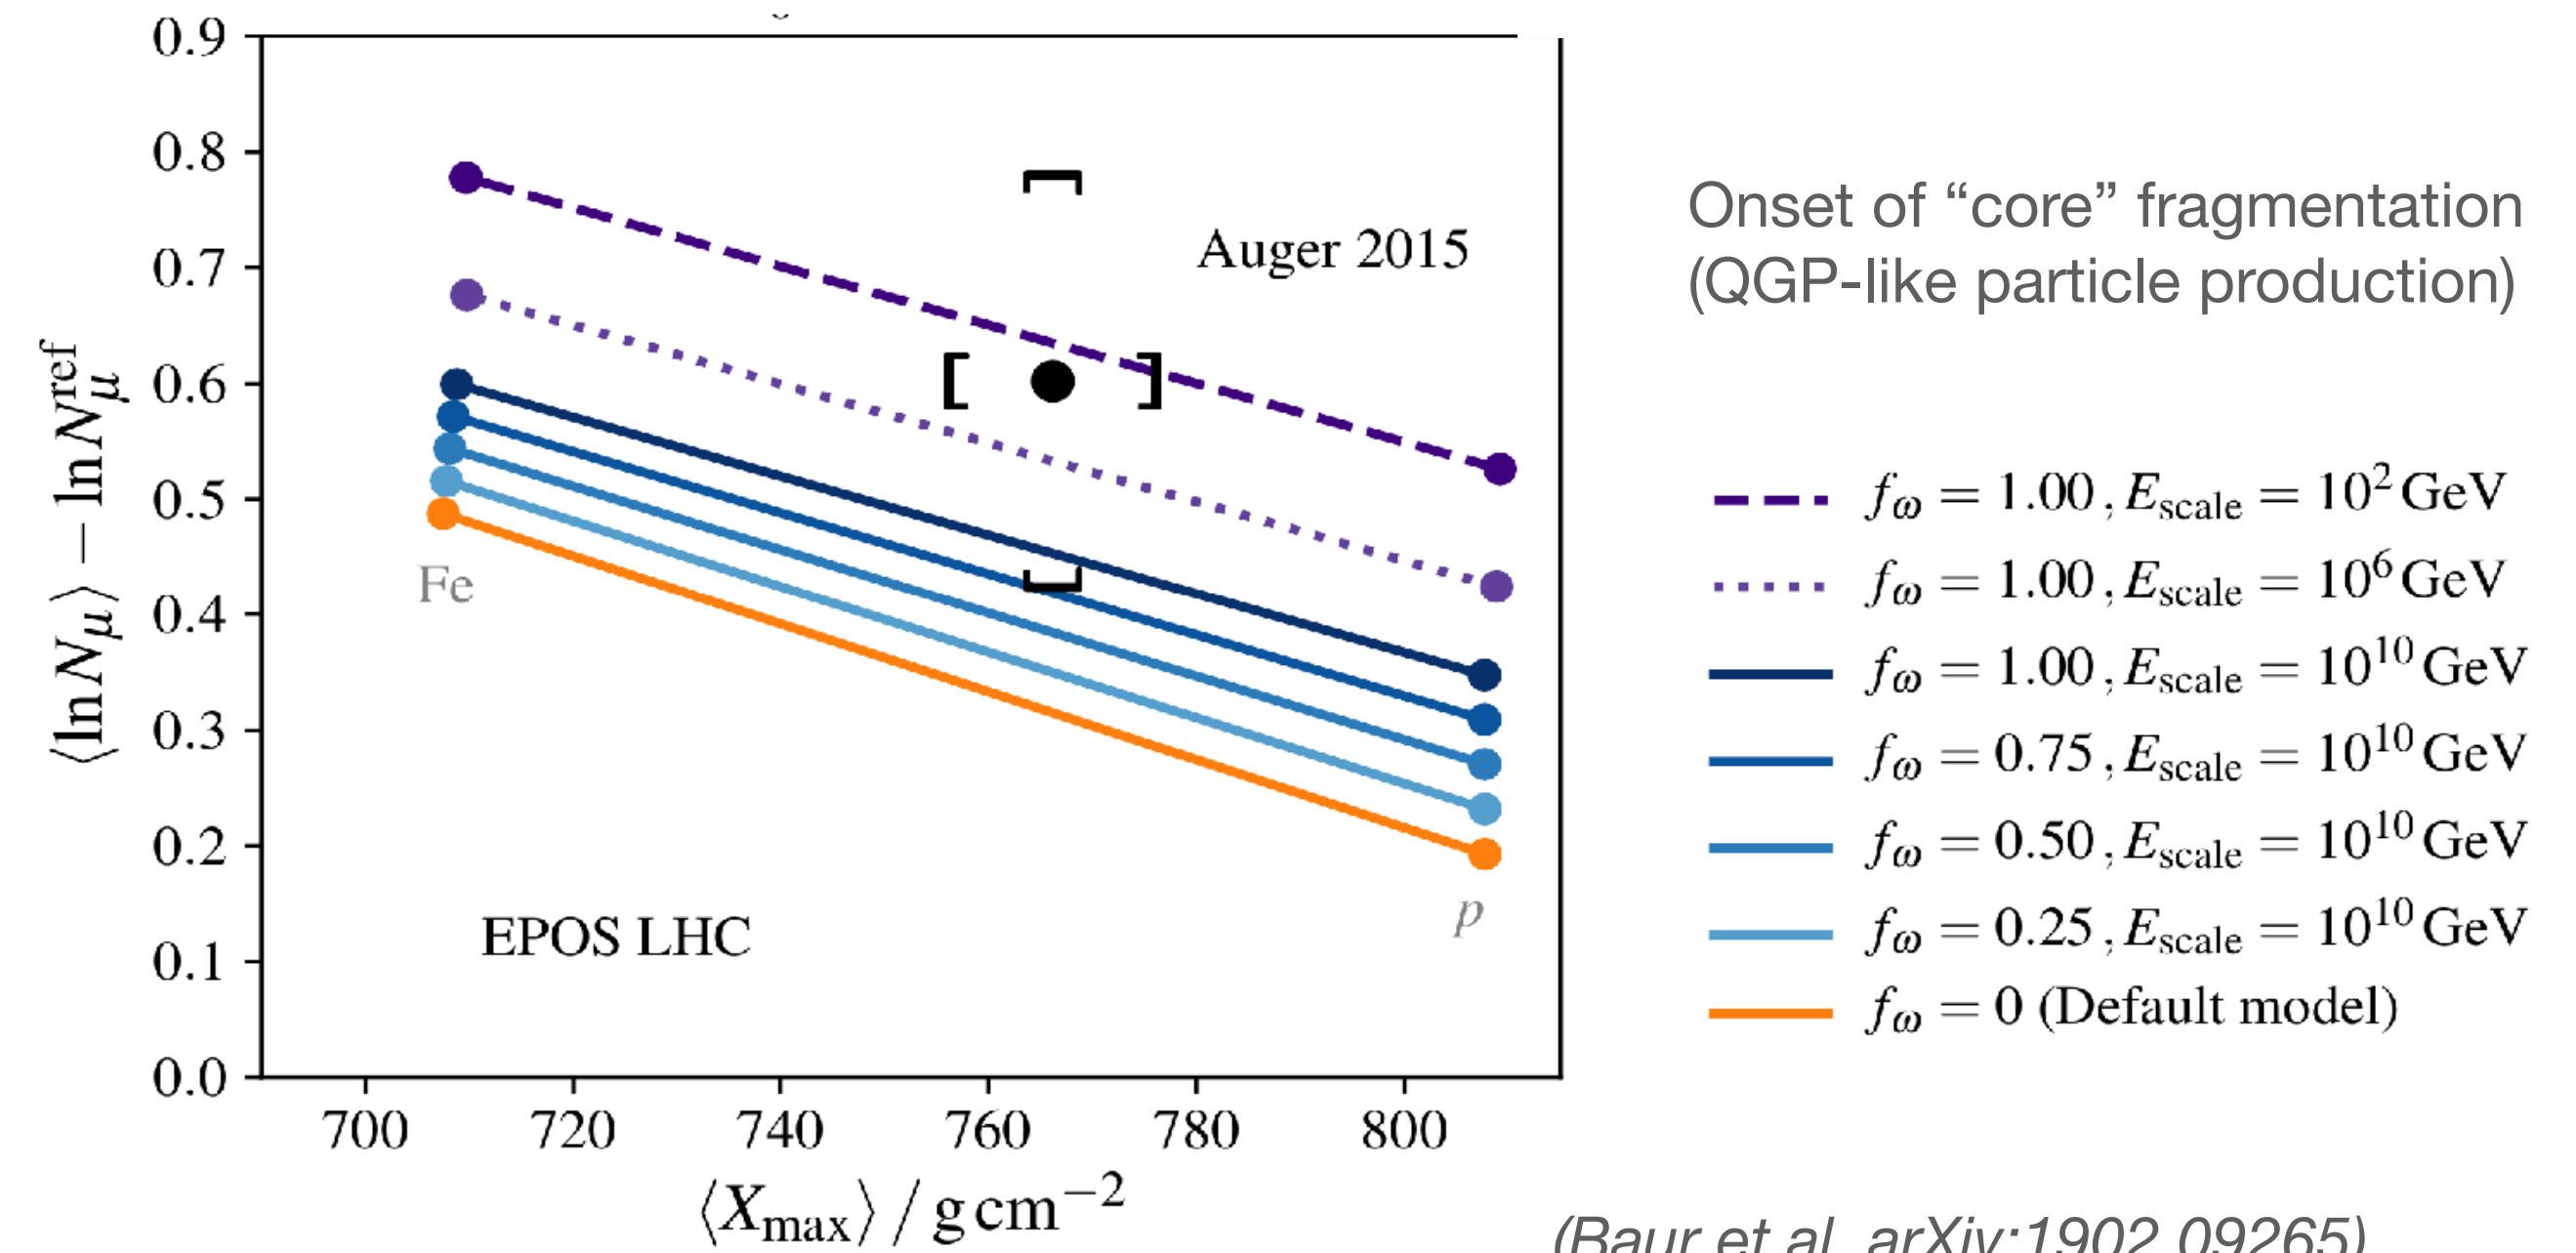 0.9
0.8
0.7
0.6
0.5
0.4
0.3
0.2
0.1
0.0
⟨ln N_μ⟩ − ln N_μ^ref
Auger 2015
Fe
p
EPOS LHC
700 720 740 760 780 800
⟨X_max⟩ / g cm^−2
Onset of “core” fragmentation
(QGP-like particle production)
f_ω = 1.00 , E_scale = 10^2 GeV
f_ω = 1.00 , E_scale = 10^6 GeV
f_ω = 1.00 , E_scale = 10^10 GeV
f_ω = 0.75 , E_scale = 10^10 GeV
f_ω = 0.50 , E_scale = 10^10 GeV
f_ω = 0.25 , E_scale = 10^10 GeV
f_ω = 0 (Default model)
(Baur et al, arXiv:1902.09265)